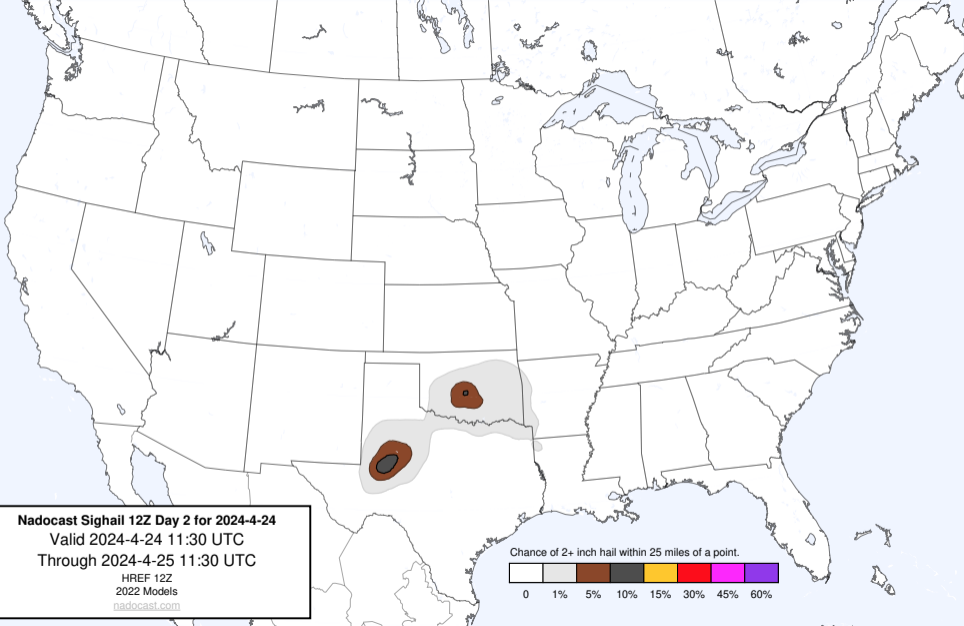 Nadocast Sighail 12Z Day 2 for 2024-4-24
Valid 2024-4-24 11:30 UTC
Through 2024-4-25 11:30 UTC
HREF 12Z
2022 Models
nadocast.com
Chance of 2+ inch hail within 25 miles of a point.
0 1% 5% 10% 15% 30% 45% 60%